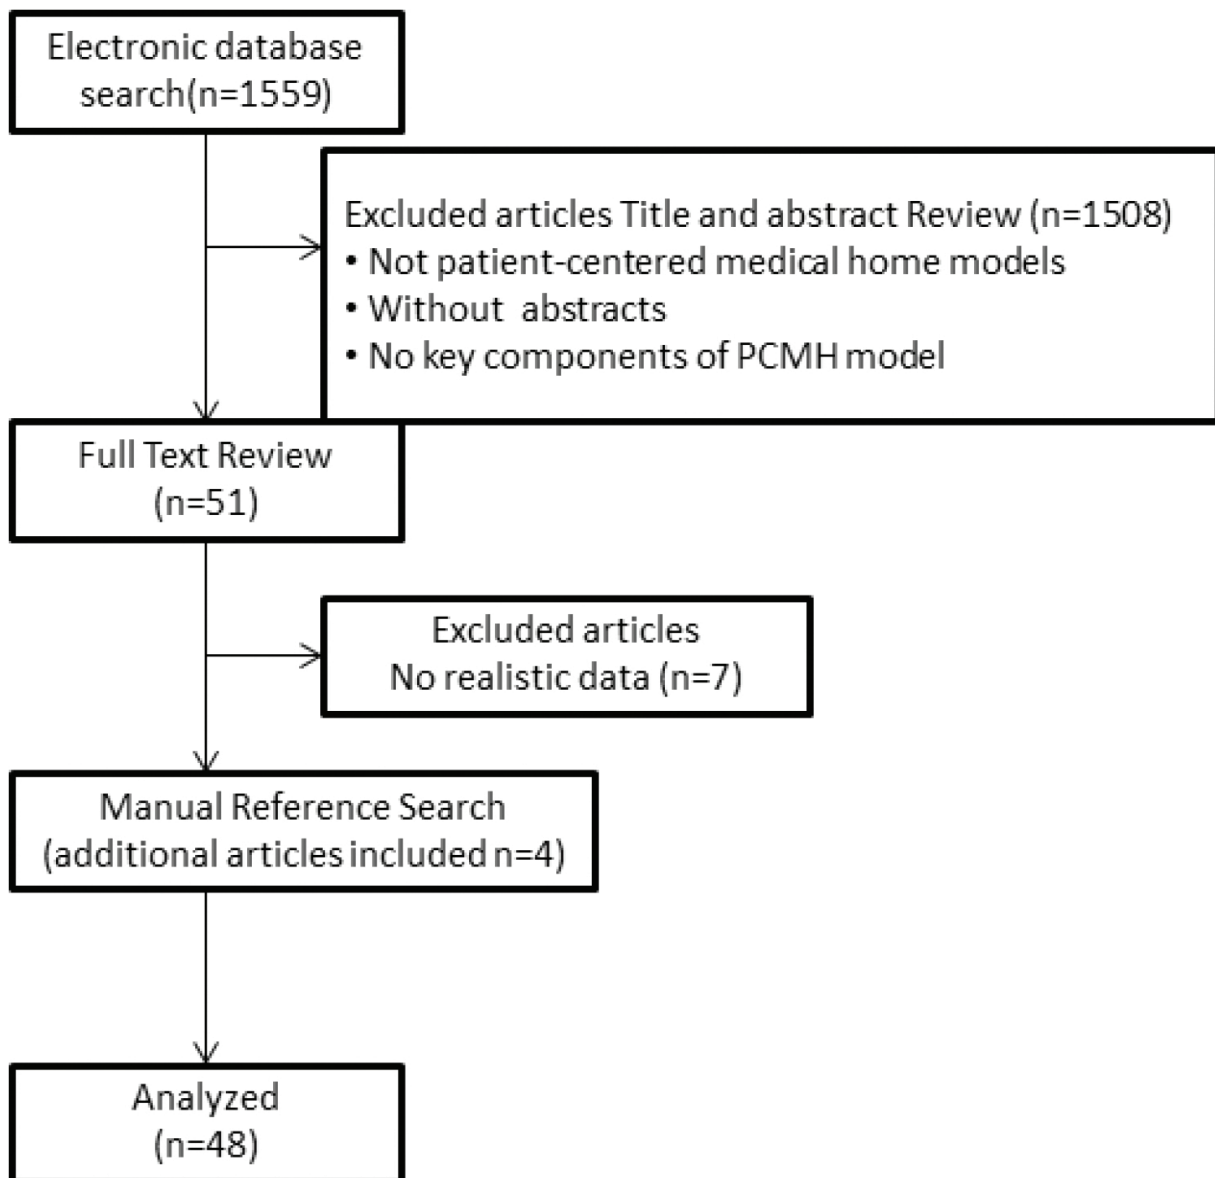 Electronic database
search(n=1559)
Excluded articles Title and abstract Review (n=1508)
• Not patient-centered medical home models
• Without  abstracts
• No key components of PCMH model
Full Text Review
(n=51)
Excluded articles
No realistic data (n=7)
Manual Reference Search
(additional articles included n=4)
Analyzed
(n=48)